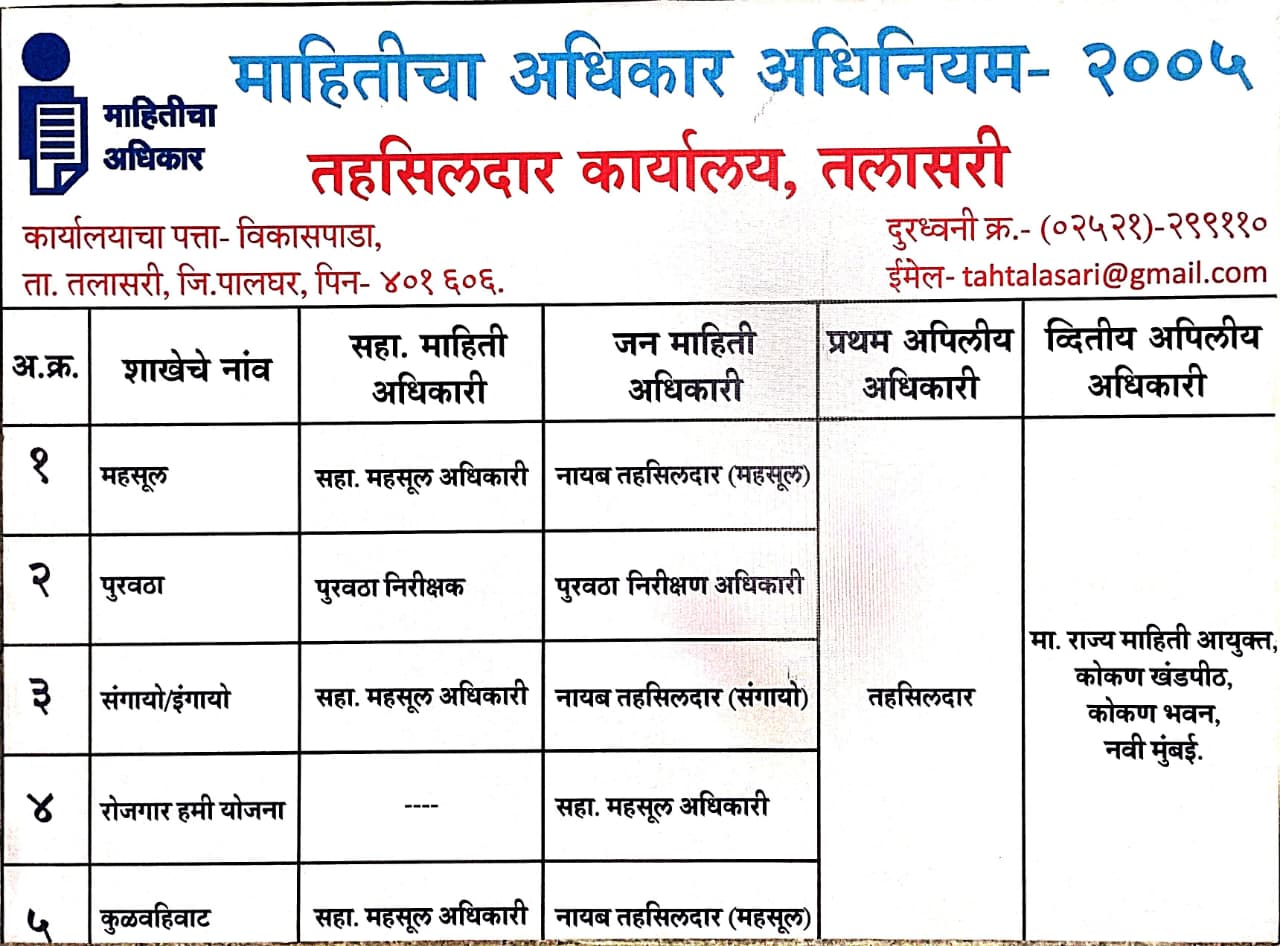 माहितीचा
अधिकार
माहितीचा अधिकार अधिनियम- २००५
तहसिलदार कार्यालय, तलासरी
कार्यालयाचा पत्ता- विकासपाडा,
ता. तलासरी, जि.पालघर, पिन- ४०१ ६०६.
दुरध्वनी क्र.- (०२५२१)-२९९११०
ईमेल- tahtalasari@gmail.com
अ.क्र. शाखेचे नांव सहा. माहिती अधिकारी जन माहिती अधिकारी प्रथम अपिलीय अधिकारी व्दितीय अपिलीय अधिकारी
१ महसूल सहा. महसूल अधिकारी नायब तहसिलदार (महसूल)
२ पुरवठा पुरवठा निरीक्षक पुरवठा निरीक्षण अधिकारी
३ संगायो/इंगायो सहा. महसूल अधिकारी नायब तहसिलदार (संगायो)
४ रोजगार हमी योजना ---- सहा. महसूल अधिकारी
५ कुळवहिवाट सहा. महसूल अधिकारी नायब तहसिलदार (महसूल)
तहसिलदार
मा. राज्य माहिती आयुक्त,
कोकण खंडपीठ,
कोकण भवन,
नवी मुंबई.